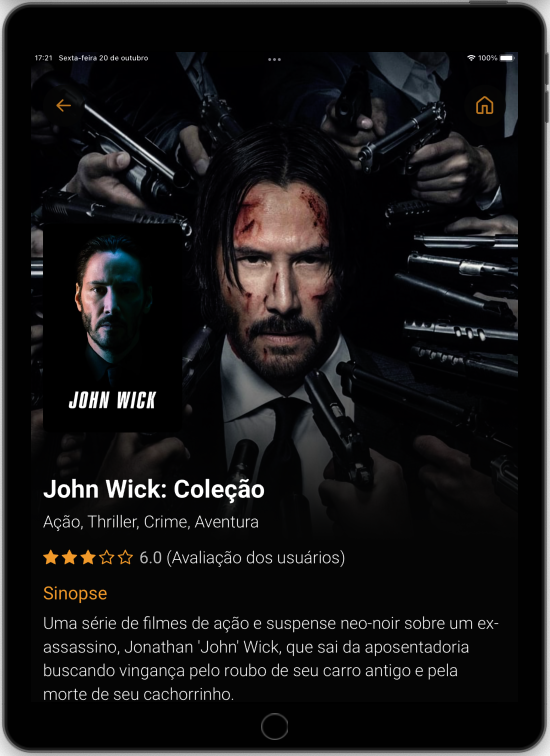 17:21 Sexta-feira 20 de outubro
100%
JOHN WICK
John Wick: Coleção
Ação, Thriller, Crime, Aventura
6.0 (Avaliação dos usuários)
Sinopse
Uma série de filmes de ação e suspense neo-noir sobre um ex-
assassino, Jonathan 'John' Wick, que sai da aposentadoria
buscando vingança pelo roubo de seu carro antigo e pela
morte de seu cachorrinho.